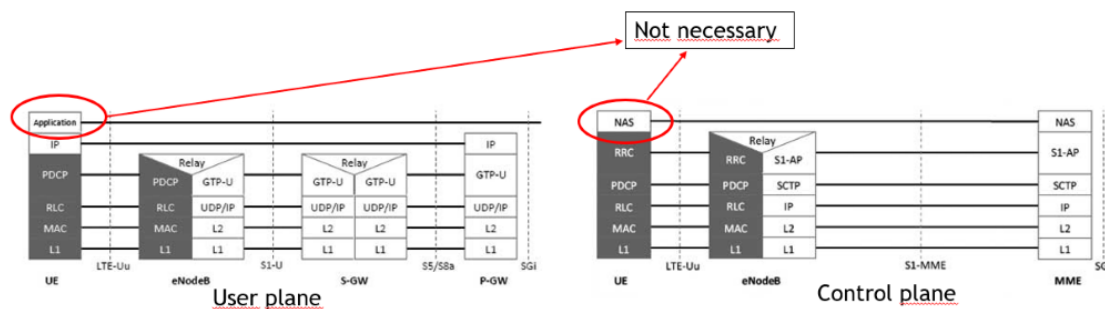 Not necessary
Application
IP
IP
Relay
Relay
PDCP
PDCP
GTP-U
GTP-U
GTP-U
GTP-U
RLC
RLC
UDP/IP
UDP/IP
UDP/IP
UDP/IP
MAC
MAC
L2
L2
L2
L2
L1
L1
L1
L1
L1
L1
LTE-Uu
S1-U
S5/S8a
SGi
UE
eNodeB
S-GW
P-GW
User plane
NAS
NAS
Relay
RRC
RRC
S1-AP
S1-AP
PDCP
PDCP
SCTP
SCTP
RLC
RLC
IP
IP
MAC
MAC
L2
L2
L1
L1
L1
L1
LTE-Uu
S1-MME
UE
eNodeB
MME
Control plane